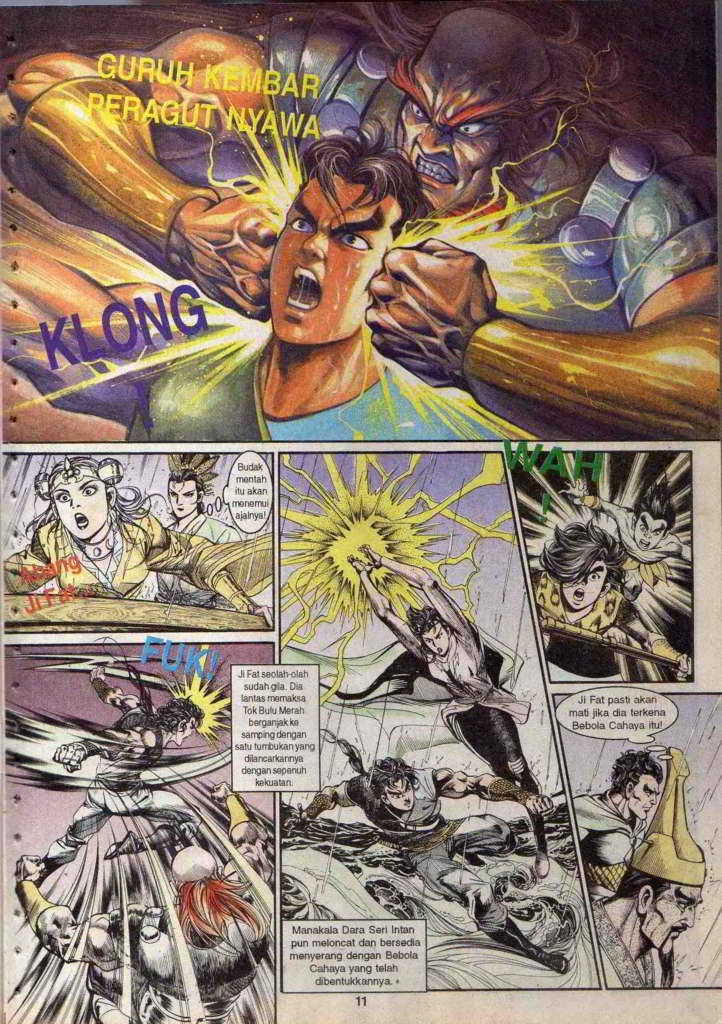 GURUH KEMBAR
PERAGUT NYAWA
KLONG
!
Budak
mentah
itu akan
menemui
ajalnya!
Abang
Ji Fat...
WAH
!
FUK!
Ji Fat seolah-olah
sudah gila. Dia
lantas memaksa
Tok Bulu Merah
berganjak ke
samping dengan
satu tumbukan yang
dilancarkannya
dengan sepenuh
kekuatan.
Ji Fat pasti akan
mati jika dia terkena
Bebola Cahaya itu!
Manakala Dara Seri Intan
pun meloncat dan bersedia
menyerang dengan Bebola
Cahaya yang telah
dibentukkannya.
11